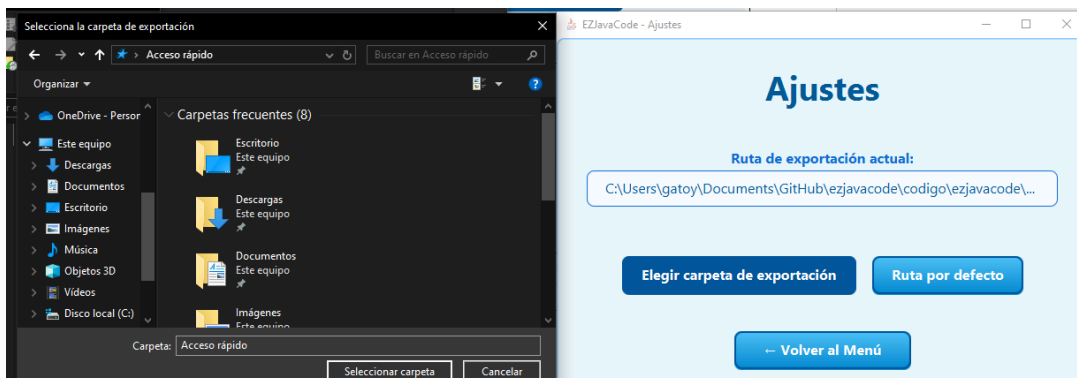 Selecciona la carpeta de exportación
Acceso rápido
Buscar en Acceso rápido
Organizar
OneDrive - Person
Este equipo
Descargas
Documentos
Escritorio
Imágenes
Música
Objetos 3D
Vídeos
Disco local (C:)
Carpetas frecuentes (8)
Escritorio
Este equipo
Descargas
Este equipo
Documentos
Este equipo
Imágenes
Este equipo
Carpeta: Acceso rápido
Seleccionar carpeta Cancelar
EZJavaCode - Ajustes
Ajustes
Ruta de exportación actual:
C:\Users\gatoy\Documents\GitHub\ezjavacode\codigo\ezjavacode\...
Elegir carpeta de exportación
Ruta por defecto
← Volver al Menú